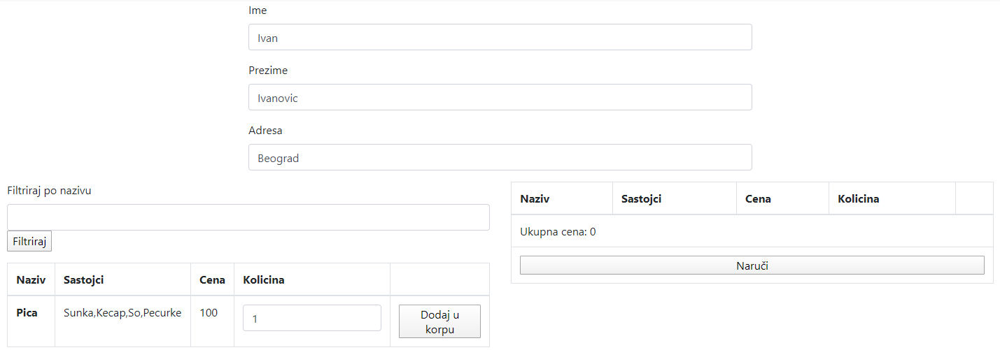 Ime
Ivan
Prezime
Ivanovic
Adresa
Beograd
Filtriraj po nazivu
Filtriraj
Naziv Sastojci Cena Kolicina
Pica Sunka,Kecap,So,Pecurke 100 1 Dodaj u
korpu
Naziv Sastojci Cena Kolicina
Ukupna cena: 0
Naruči